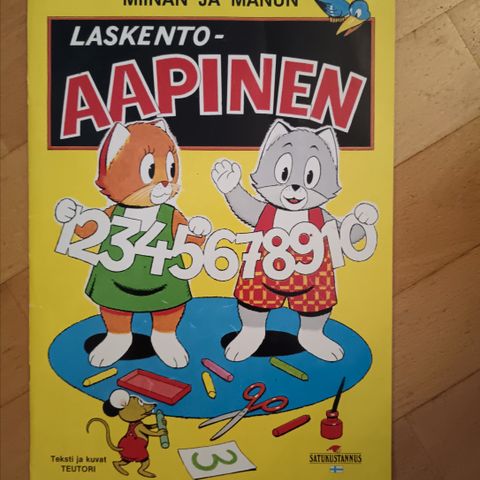 MIINAN JA MANUN
LASKENTO-
AAPINEN
12345678910
3
Teksti ja kuvat
TEUTORI
SATUKUSTANNUS